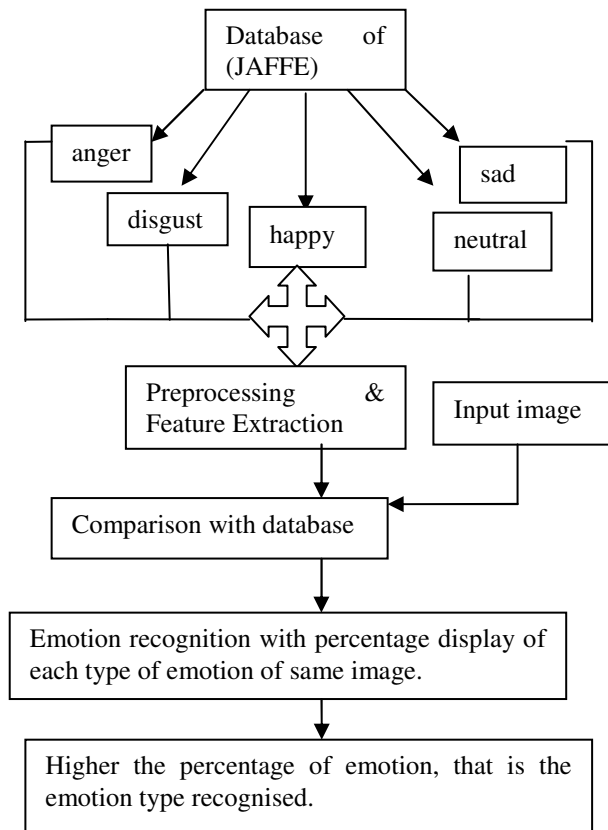 Database of
(JAFFE)
anger
sad
disgust
happy
neutral
Preprocessing &
Feature Extraction
Input image
Comparison with database
Emotion recognition with percentage display of
each type of emotion of same image.
Higher the percentage of emotion, that is the
emotion type recognised.